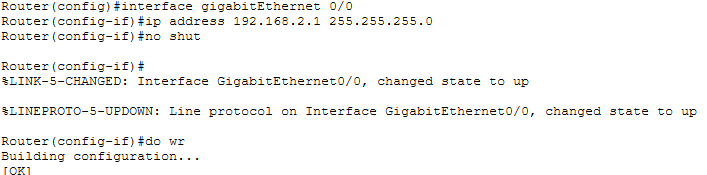 Router(config)#interface gigabitEthernet 0/0
Router(config-if)#ip address 192.168.2.1 255.255.255.0
Router(config-if)#no shut
Router(config-if)#
%LINK-5-CHANGED: Interface GigabitEthernet0/0, changed state to up
%LINEPROTO-5-UPDOWN: Line protocol on Interface GigabitEthernet0/0, changed state to up
Router(config-if)#do wr
Building configuration...
[OK]